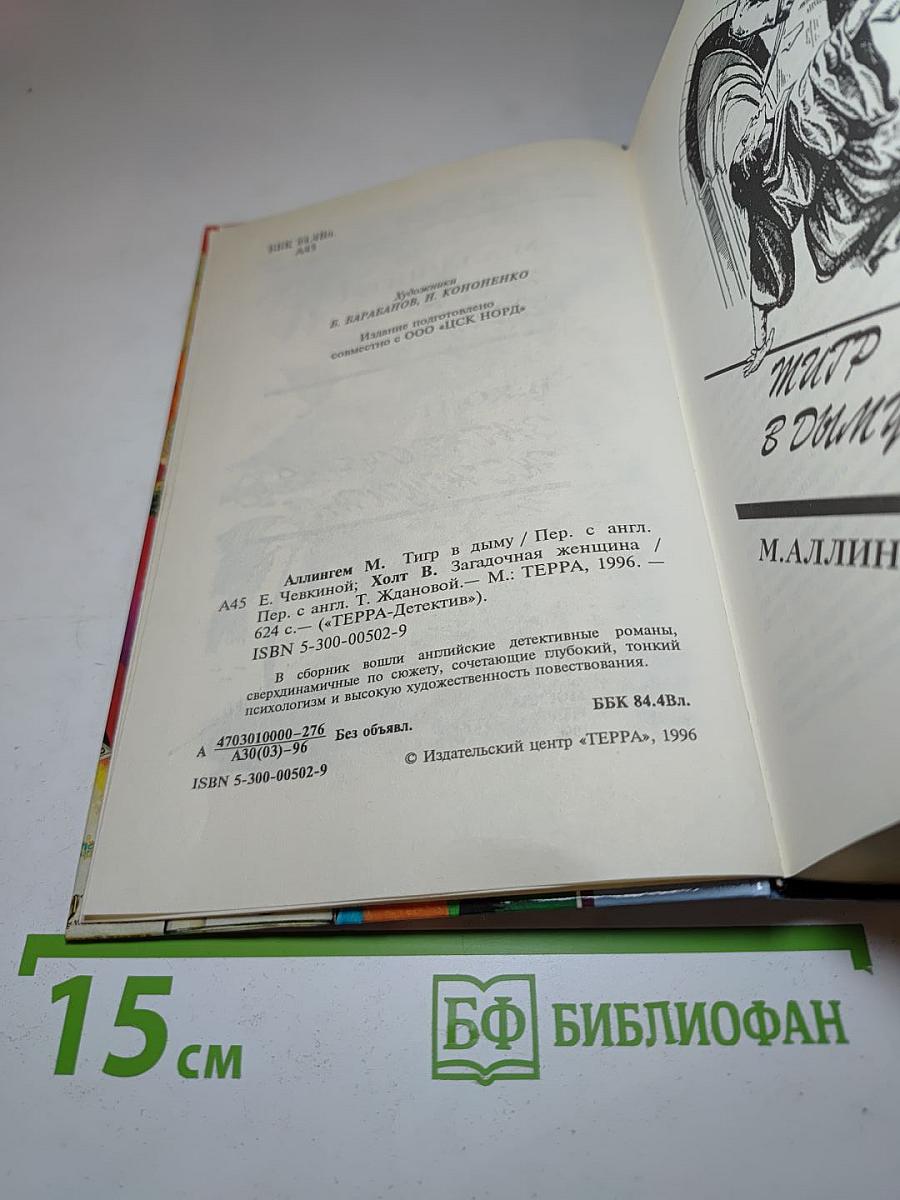 ББК 84.4Вл.
А45
Художники
Б. БАРАБАНОВ, Н. КОНОНЕНКО
Издание подготовлено
совместно с ООО «ЦСК НОРД»
Аллингем М. Тигр в дыму / Пер. с англ.
А45 Е. Чевкиной; Холт В. Загадочная женщина /
Пер. с англ. Т. Ждановой.— М.: ТЕРРА, 1996. —
624 с.— («ТЕРРА-Детектив»).
ISBN 5-300-00502-9
В сборник вошли английские детективные романы,
сверхдинамичные по сюжету, сочетающие глубокий, тонкий
психологизм и высокую художественность повествования.
А 4703010000–276 Без объявл.
А30(03)–96
ББК 84.4Вл.
ISBN 5-300-00502-9
© Издательский центр «ТЕРРА», 1996
ТИГР
В ДЫМУ
М.АЛЛИН
15 см
БФ БИБЛИОФАН